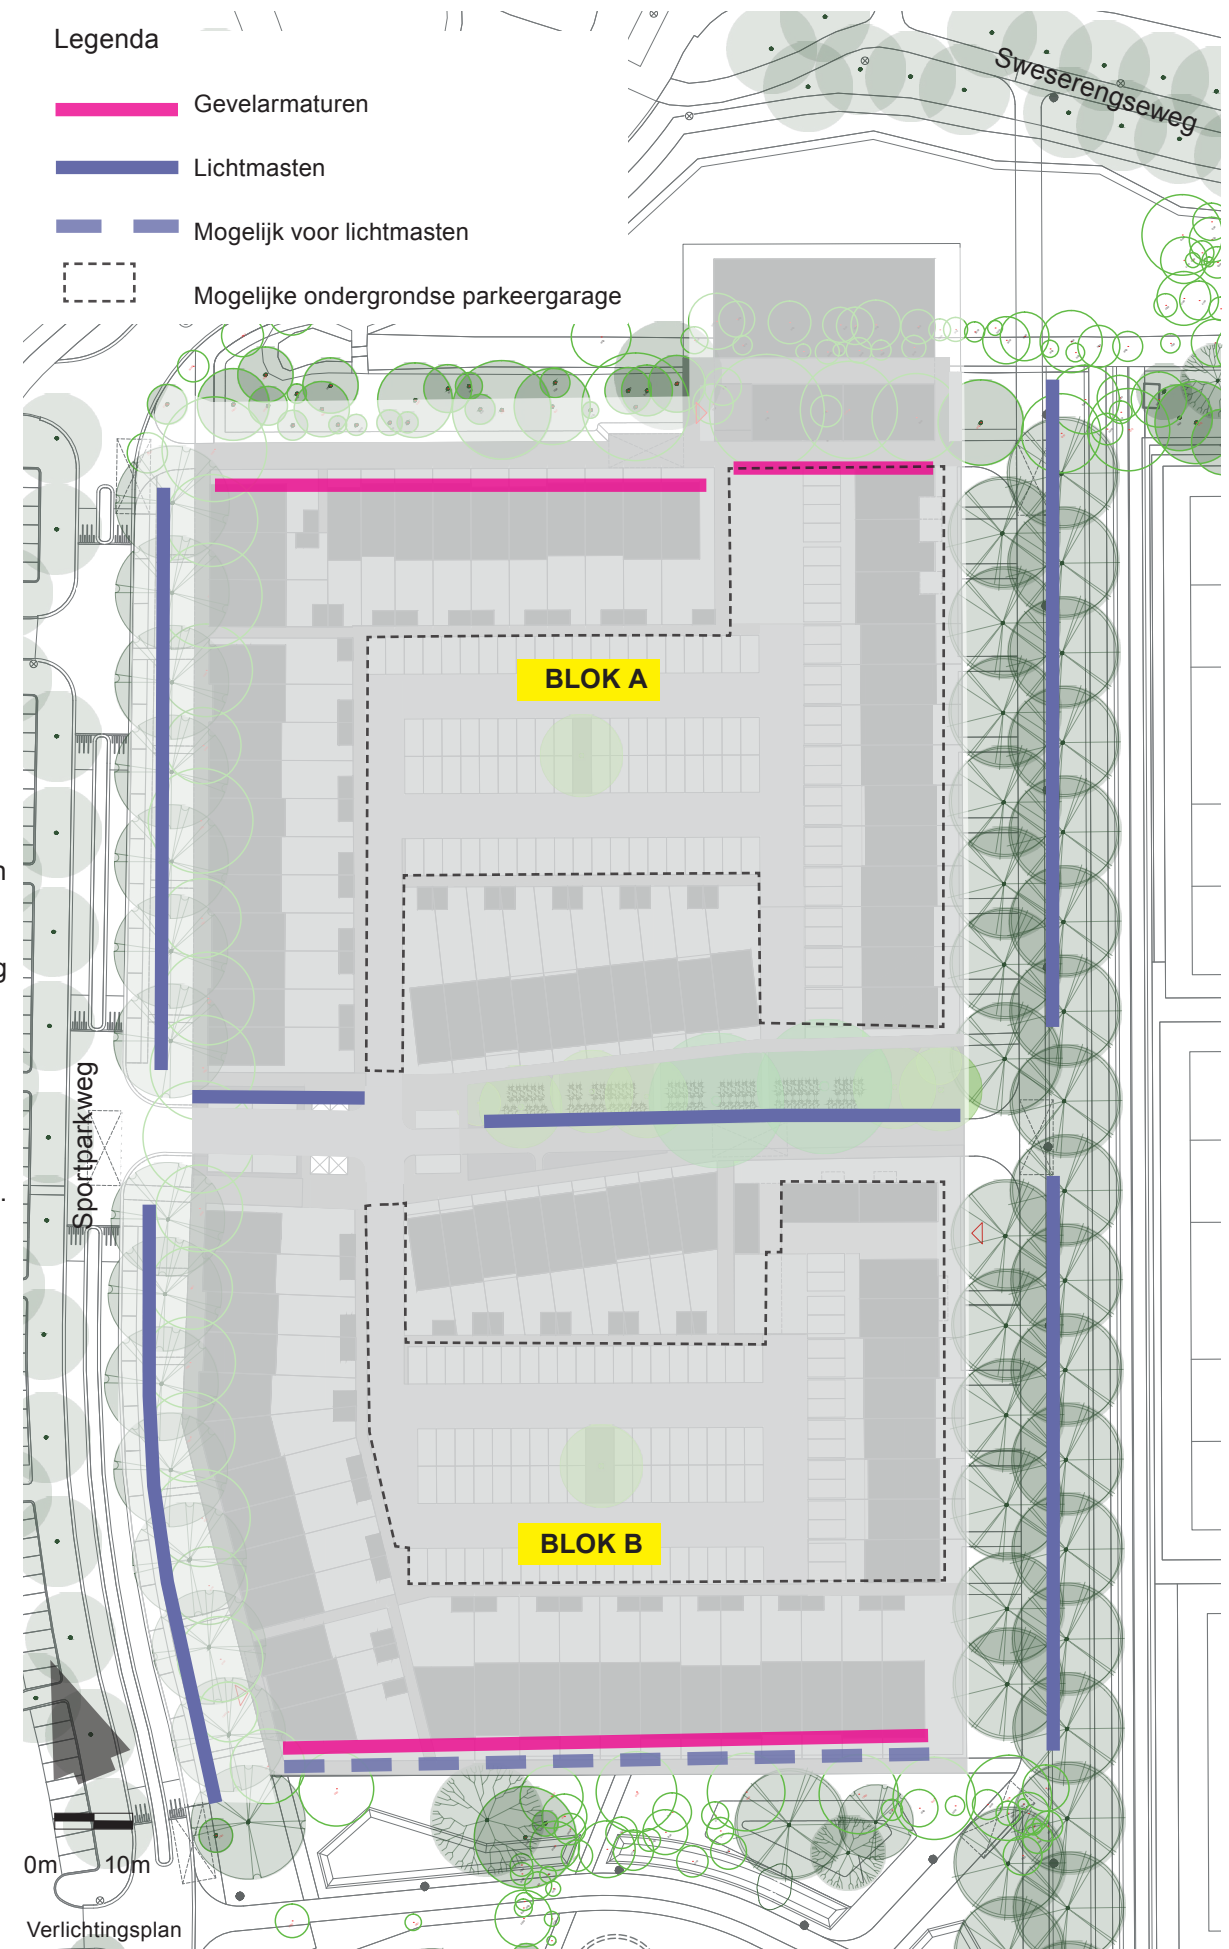 Legenda
Gevelarmaturen
Lichtmasten
Mogelijk voor lichtmasten
Mogelijke ondergrondse parkeergarage
Sweserengseweg
BLOK A
n
g
Sportparkweg
.
BLOK B
0m 10m
Verlichtingsplan